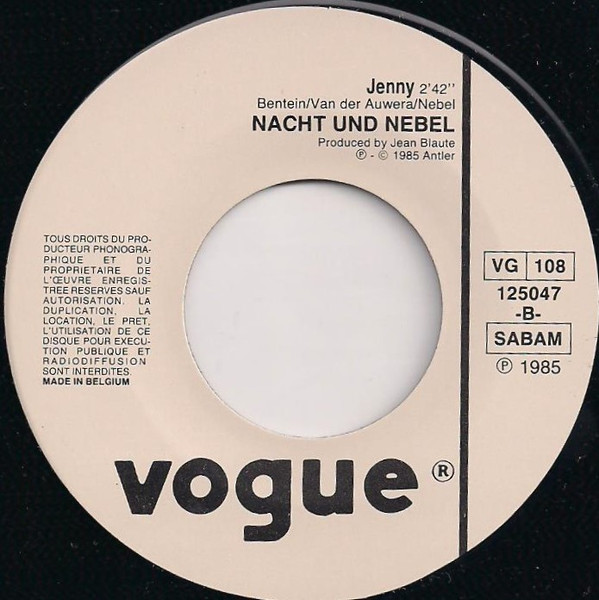 Jenny 2'42''
Bentein/Van der Auwera/Nebel
NACHT UND NEBEL
Produced by Jean Blaute
℗ - © 1985 Antler
TOUS DROITS DU PRO-
DUCTEUR PHONOGRA-
PHIQUE ET DU
PROPRIETAIRE DE
L'ŒUVRE ENREGIS-
TREE RESERVES SAUF
AUTORISATION. LA
DUPLICATION, LA
LOCATION, LE PRET,
L'UTILISATION DE CE
DISQUE POUR EXECU-
TION PUBLIQUE ET
RADIODIFFUSION
SONT INTERDITES.
MADE IN BELGIUM
VG 108
125047
-B-
SABAM
℗ 1985
vogue ®